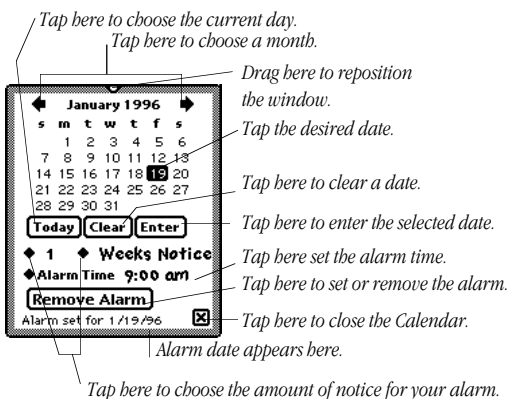 Tap here to choose the current day.
Tap here to choose a month.
Drag here to reposition
the window.
January 1996
s m t w t f s
1 2 3 4 5 6
7 8 9 10 11 12 13
14 15 16 17 18 19 20
21 22 23 24 25 26 27
28 29 30 31
Tap the desired date.
Tap here to clear a date.
Today Clear Enter
Tap here to enter the selected date.
1 Weeks Notice
Tap here set the alarm time.
Alarm Time 9:00 am
Tap here to set or remove the alarm.
Remove Alarm
Alarm set for 1/19/96
Tap here to close the Calendar.
Alarm date appears here.
Tap here to choose the amount of notice for your alarm.